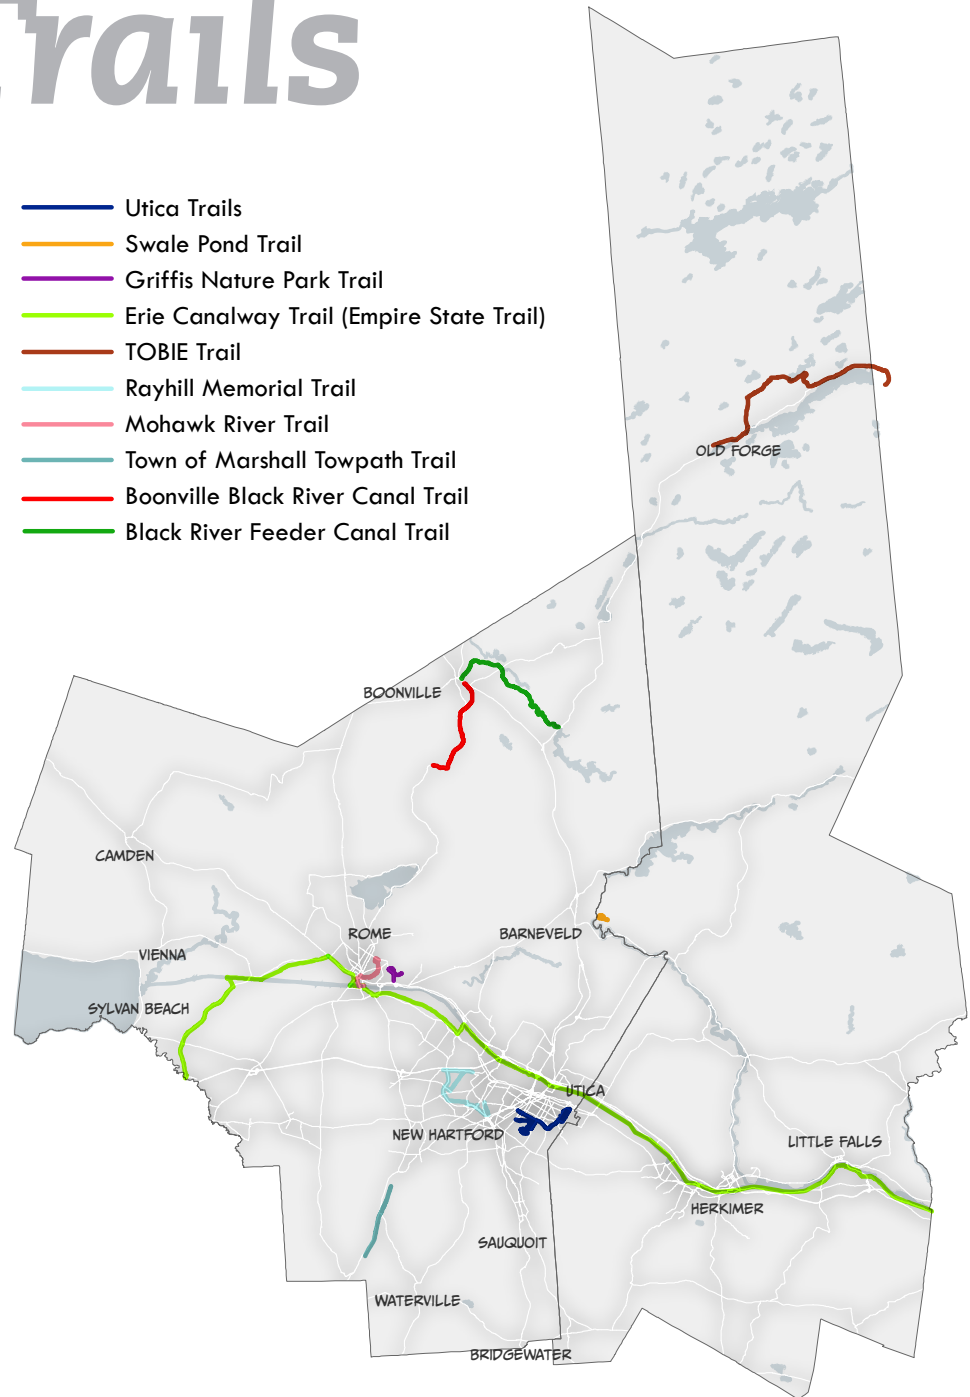 Trails
Utica Trails
Swale Pond Trail
Griffis Nature Park Trail
Erie Canalway Trail (Empire State Trail)
TOBIE Trail
Rayhill Memorial Trail
Mohawk River Trail
Town of Marshall Towpath Trail
Boonville Black River Canal Trail
Black River Feeder Canal Trail
OLD FORGE
BOONVILLE
CAMDEN
ROME
BARNEVELD
VIENNA
SYLVAN BEACH
UTICA
NEW HARTFORD
LITTLE FALLS
HERKIMER
SAUQUOIT
WATERVILLE
BRIDGEWATER